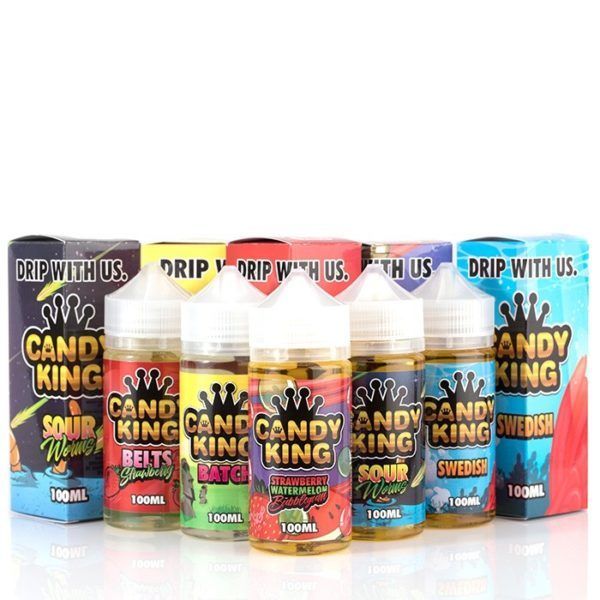 DRIP WITH US.
DRIP W
DRIP WITH US.
TH US.
DRIP WITH US.
CANDY
KING
SOUR
Worms
100ML
CANDY
KING
SWEDISH
100ML
CANDY
KING
BELTS
Strawberry
100ML
CANDY
KING
BATCH
100ML
CANDY
KING
STRAWBERRY
WATERMELON
Bubblegum
100ML
CANDY
KING
SOUR
Worms
100ML
CANDY
KING
SWEDISH
100ML